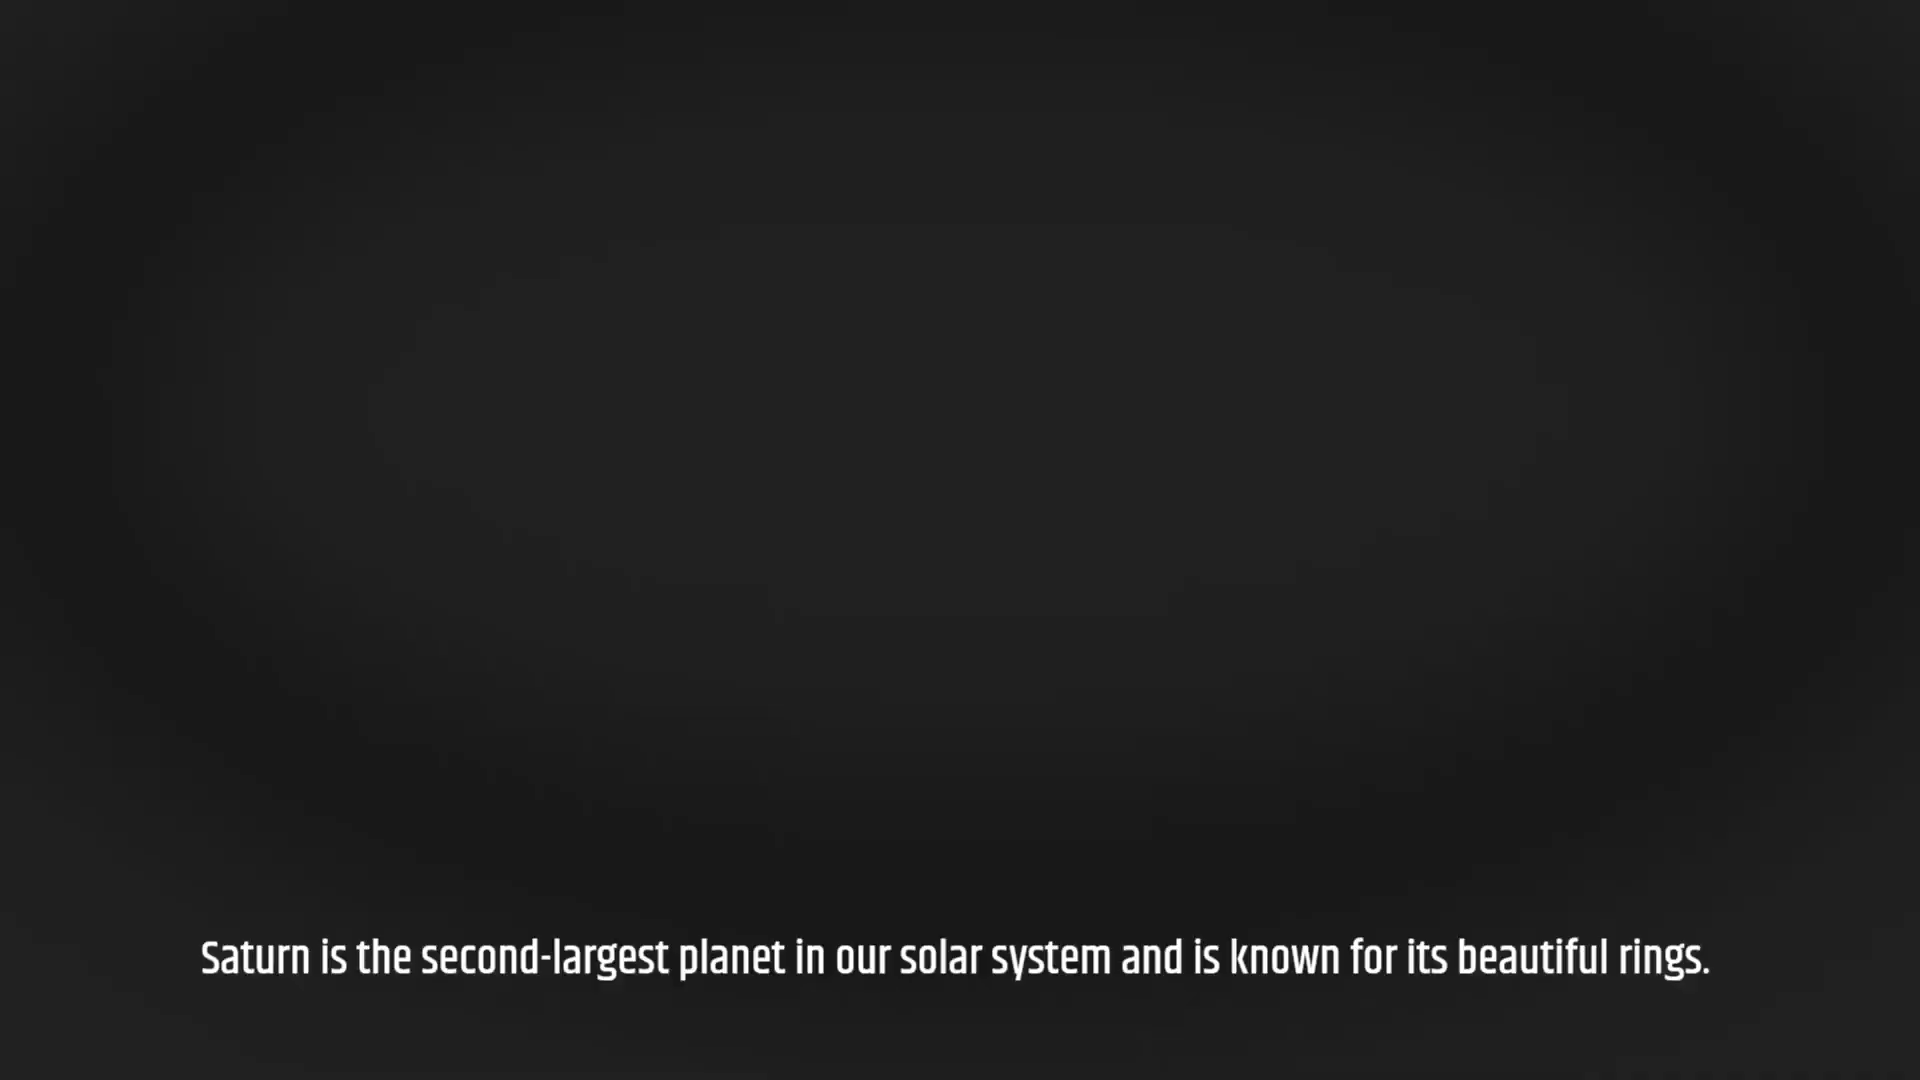 Saturn is the second-largest planet in our solar system and is known for its beautiful rings.